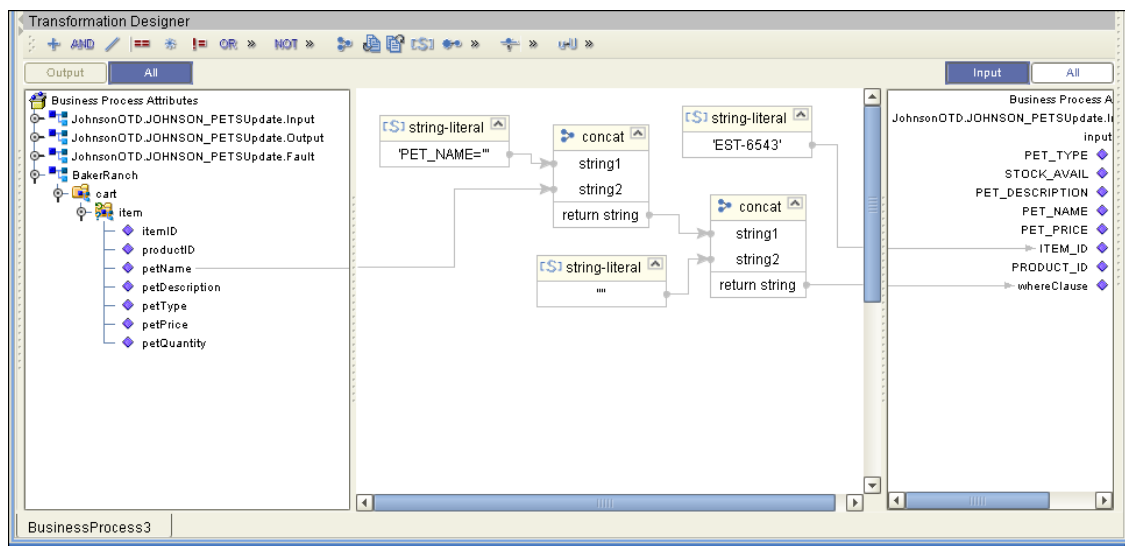 Transformation Designer
AND == != OR » NOT » [S] » » »
Output All Input All
Business Process Attributes
JohnsonOTD.JOHNSON_PETSUpdate.Input
JohnsonOTD.JOHNSON_PETSUpdate.Output
JohnsonOTD.JOHNSON_PETSUpdate.Fault
BakerRanch
cart
item
itemID
productID
petName
petDescription
petType
petPrice
petQuantity
[S] string-literal
'PET_NAME='"
concat
string1
string2
return string
[S] string-literal
'EST-6543'
[S] string-literal
""
concat
string1
string2
return string
Business Process A
JohnsonOTD.JOHNSON_PETSUpdate.I
input
PET_TYPE
STOCK_AVAIL
PET_DESCRIPTION
PET_NAME
PET_PRICE
ITEM_ID
PRODUCT_ID
whereClause
BusinessProcess3